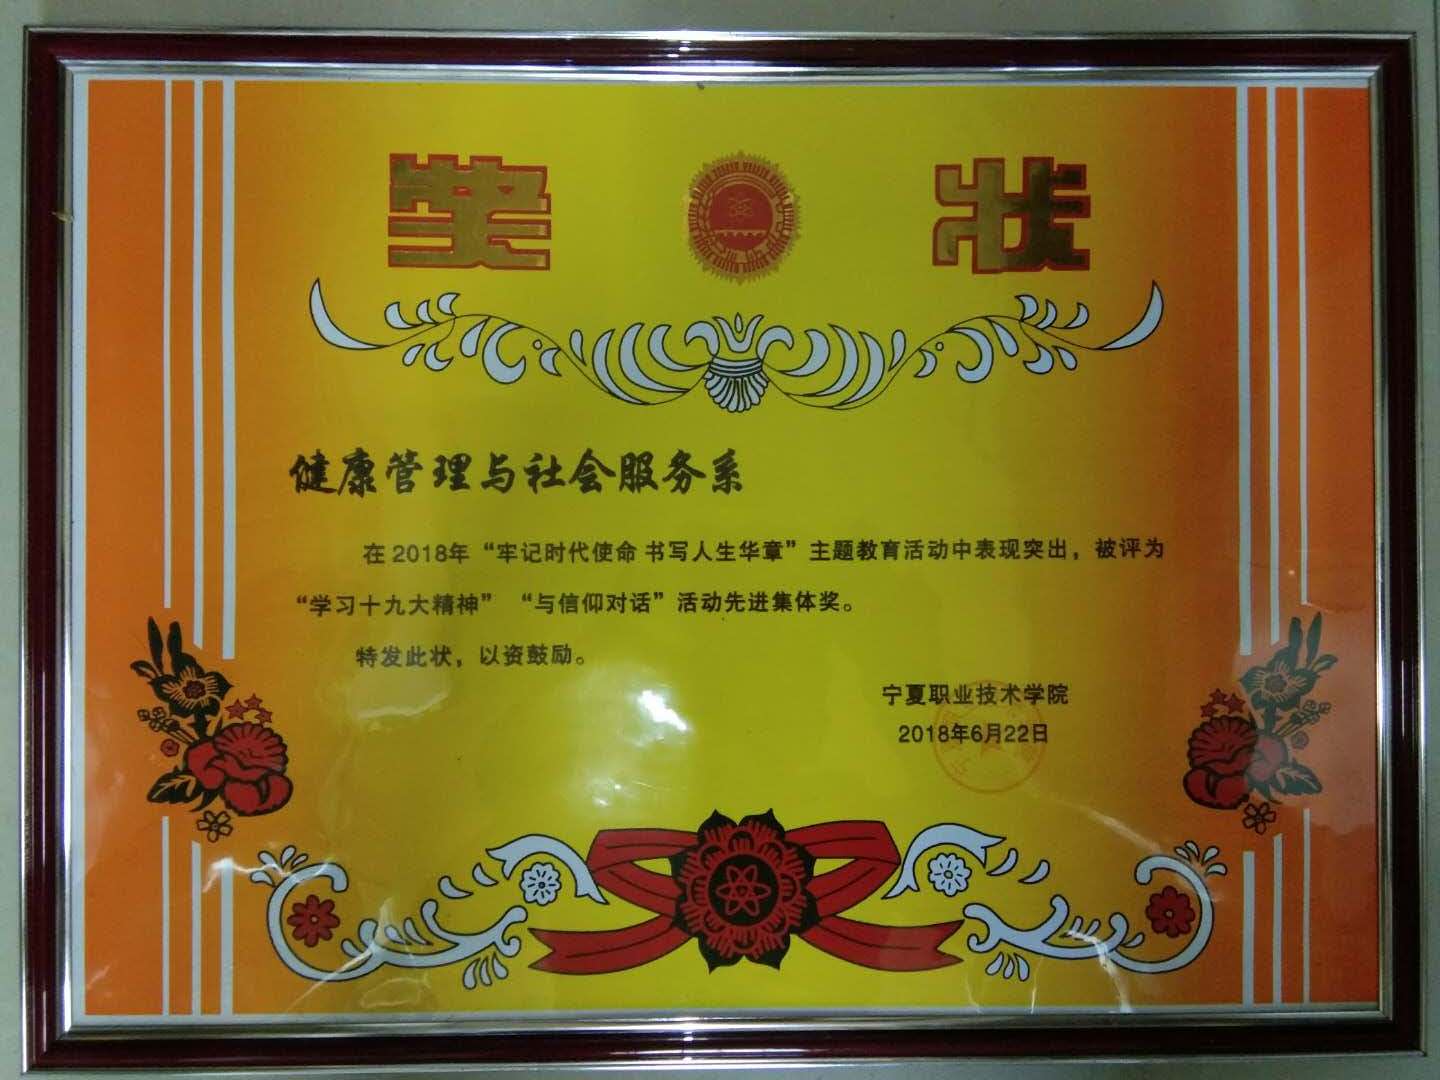 奖 状
健康管理与社会服务系
在2018年“牢记时代使命 书写人生华章”主题教育活动中表现突出，被评为
“学习十九大精神” “与信仰对话”活动先进集体奖。
特发此状，以资鼓励。
宁夏职业技术学院
2018年6月22日